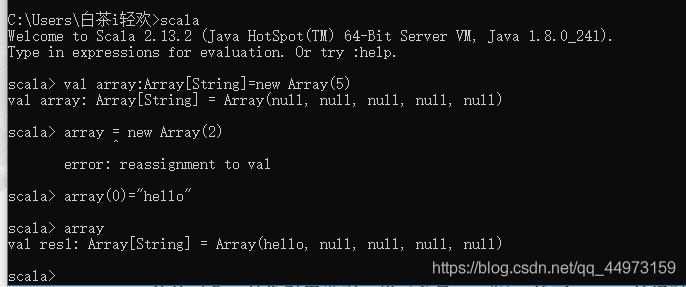 C:\Users\白茶i轻欢>scala
Welcome to Scala 2.13.2 (Java HotSpot(TM) 64-Bit Server VM, Java 1.8.0_241).
Type in expressions for evaluation. Or try :help.
scala> val array:Array[String]=new Array(5)
val array: Array[String] = Array(null, null, null, null, null)
scala> array = new Array(2)
^
error: reassignment to val
scala> array(0)="hello"
scala> array
val res1: Array[String] = Array(hello, null, null, null, null)
scala>
https://blog.csdn.net/qq_44973159